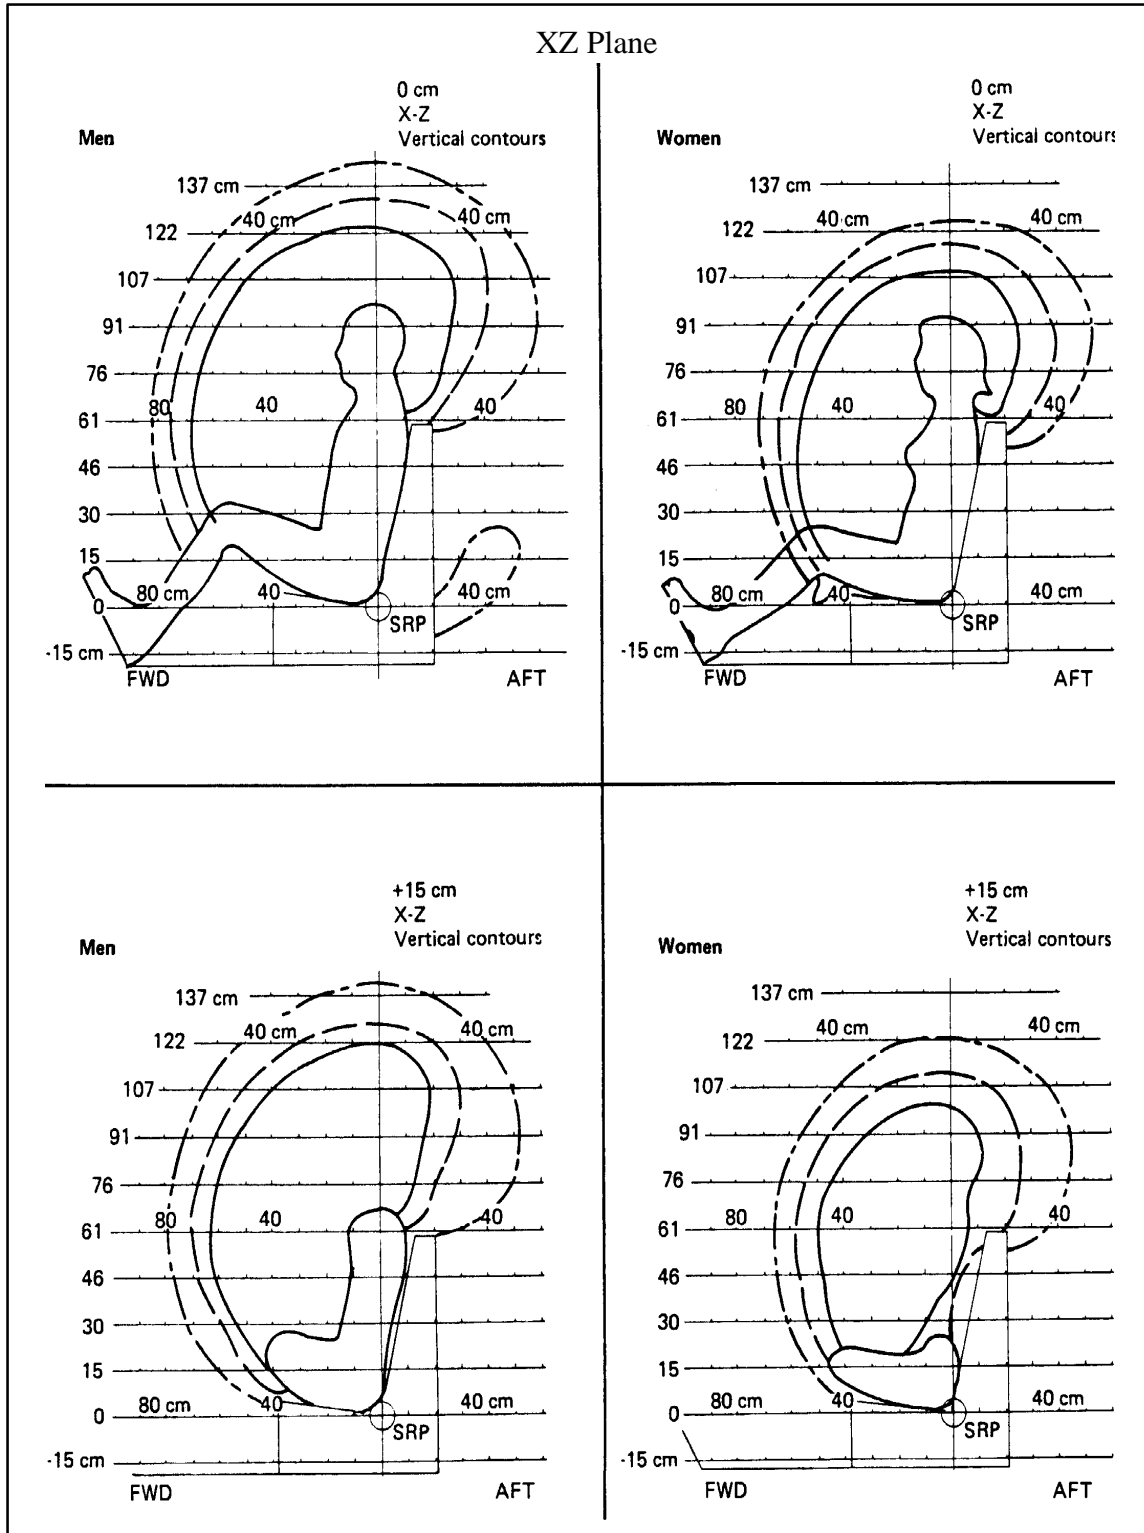 XZ Plane
0 cm
X-Z
Men Vertical contours
137 cm
40 cm 40 cm
122
107
91
76
80 40 40
61
46
30
15
80 cm 40 40 cm
0
SRP
-15 cm
FWD AFT
0 cm
X-Z
Women Vertical contours
137 cm
40 cm 40 cm
122
107
91
76
80 40 40
61
46
30
15
80 cm 40 40 cm
0
SRP
-15 cm
FWD AFT
+15 cm
X-Z
Men Vertical contours
137 cm
40 cm 40 cm
122
107
91
76
80 40 40
61
46
30
15
80 cm 40 40 cm
0
SRP
-15 cm
FWD AFT
+15 cm
X-Z
Women Vertical contours
137 cm
40 cm 40 cm
122
107
91
76
80 40 40
61
46
30
15
80 cm 40 40 cm
0
SRP
-15 cm
FWD AFT